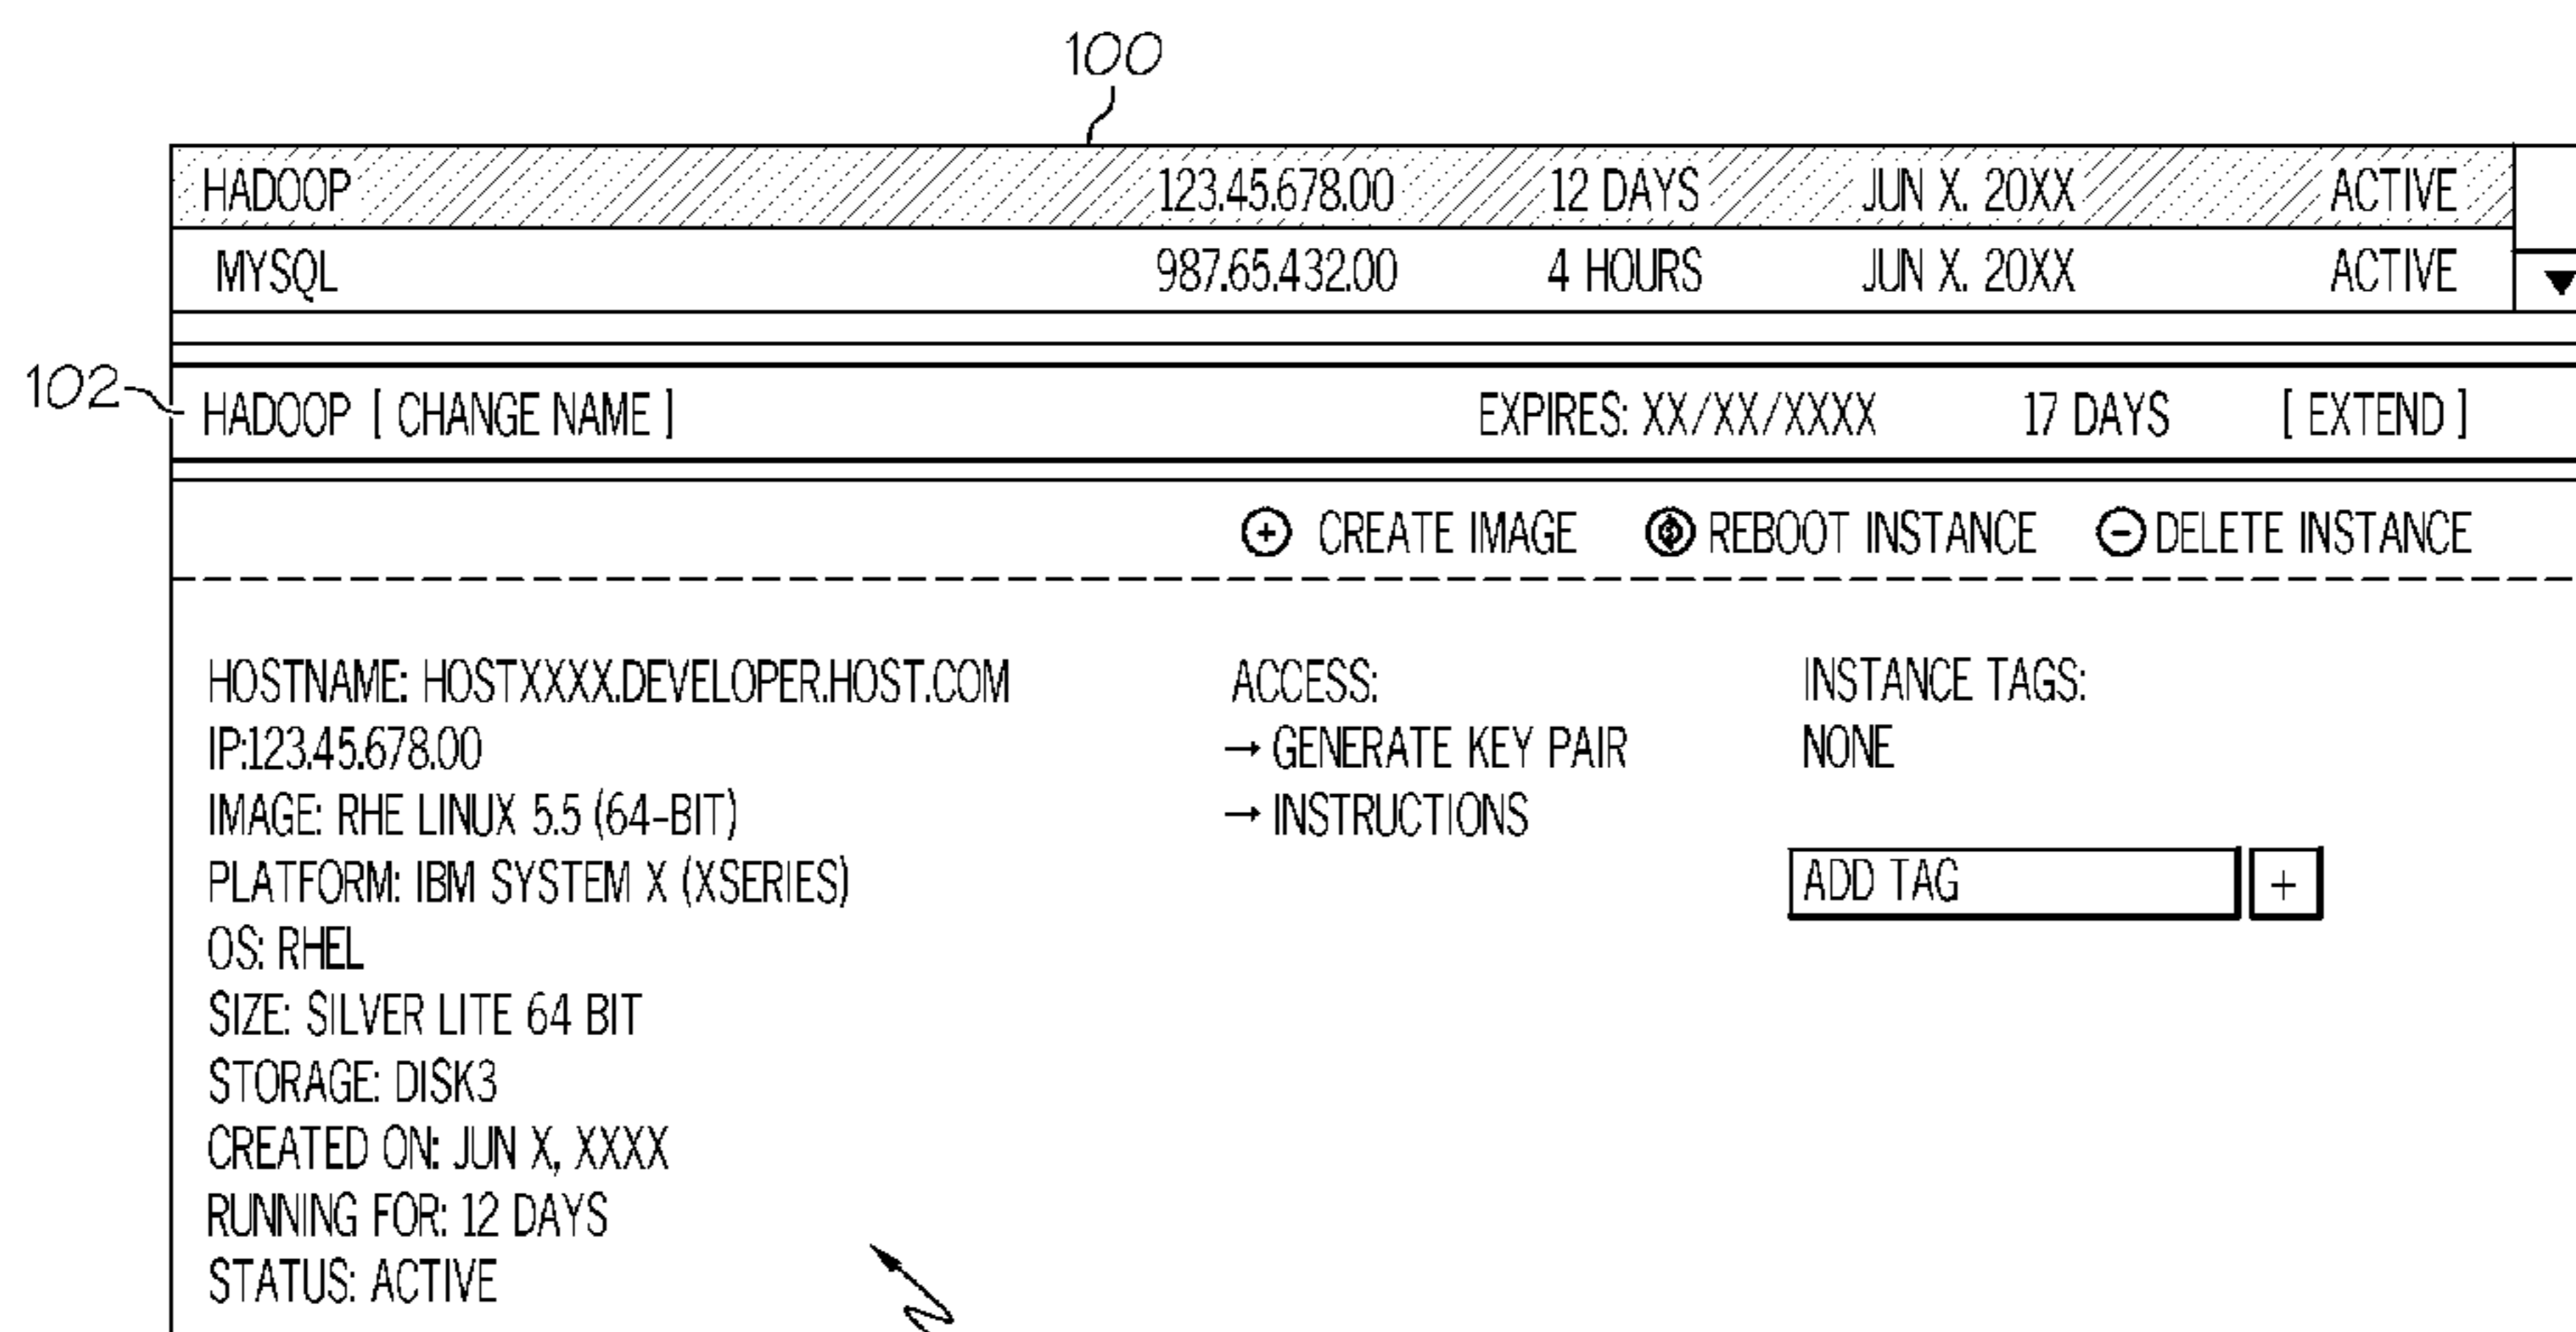 100
HADOOP 123.45.678.00 12 DAYS JUN X. 20XX ACTIVE
MYSQL 987.65.432.00 4 HOURS JUN X. 20XX ACTIVE
102
HADOOP [ CHANGE NAME ] EXPIRES: XX/XX/XXXX 17 DAYS [ EXTEND ]
CREATE IMAGE REBOOT INSTANCE DELETE INSTANCE
HOSTNAME: HOSTXXXX.DEVELOPER.HOST.COM ACCESS: INSTANCE TAGS:
IP:123.45.678.00 → GENERATE KEY PAIR NONE
IMAGE: RHE LINUX 5.5 (64-BIT) → INSTRUCTIONS
PLATFORM: IBM SYSTEM X (XSERIES) ADD TAG +
OS: RHEL
SIZE: SILVER LITE 64 BIT
STORAGE: DISK3
CREATED ON: JUN X, XXXX
RUNNING FOR: 12 DAYS
STATUS: ACTIVE